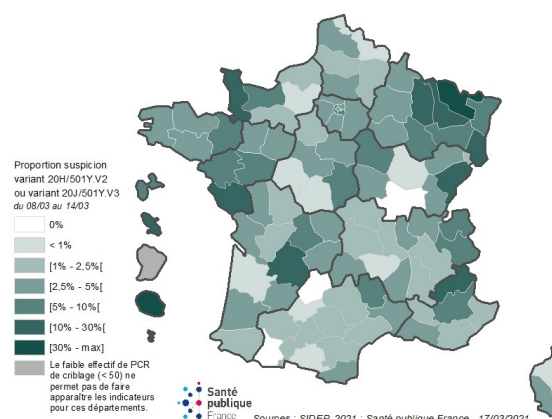 Proportion suspicion
variant 20H/501Y.V2
ou variant 20J/501Y.V3
du 08/03 au 14/03
0%
< 1%
[1% - 2,5%[
[2,5% - 5%[
[5% - 10%[
[10% - 30%[
[30% - max]
Le faible effectif de PCR
de criblage (< 50) ne
permet pas de faire
apparaître les indicateurs
pour ces départements.
Santé
publique
France
Sources : SIDEP, 2021 ; Santé publique France, 17/03/2021